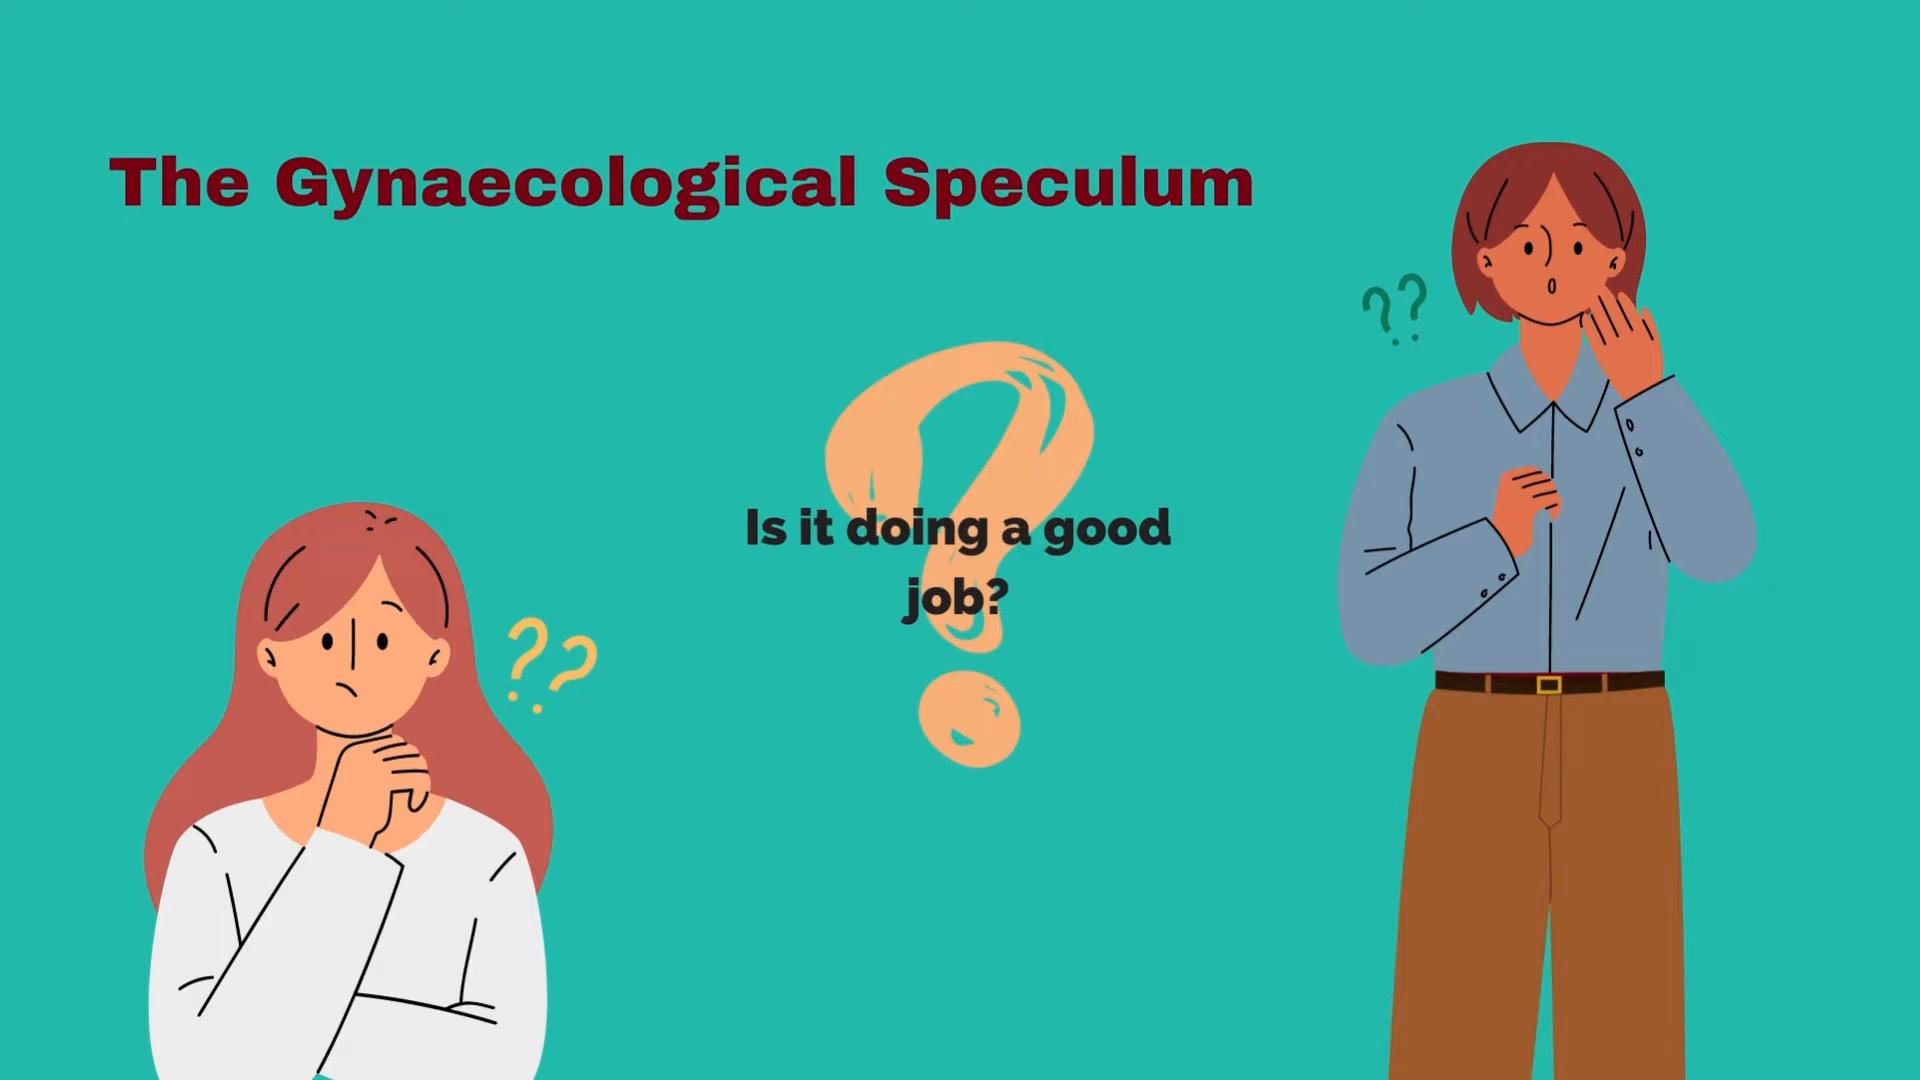 The Gynaecological Speculum
??
Is it doing a good
job?
??